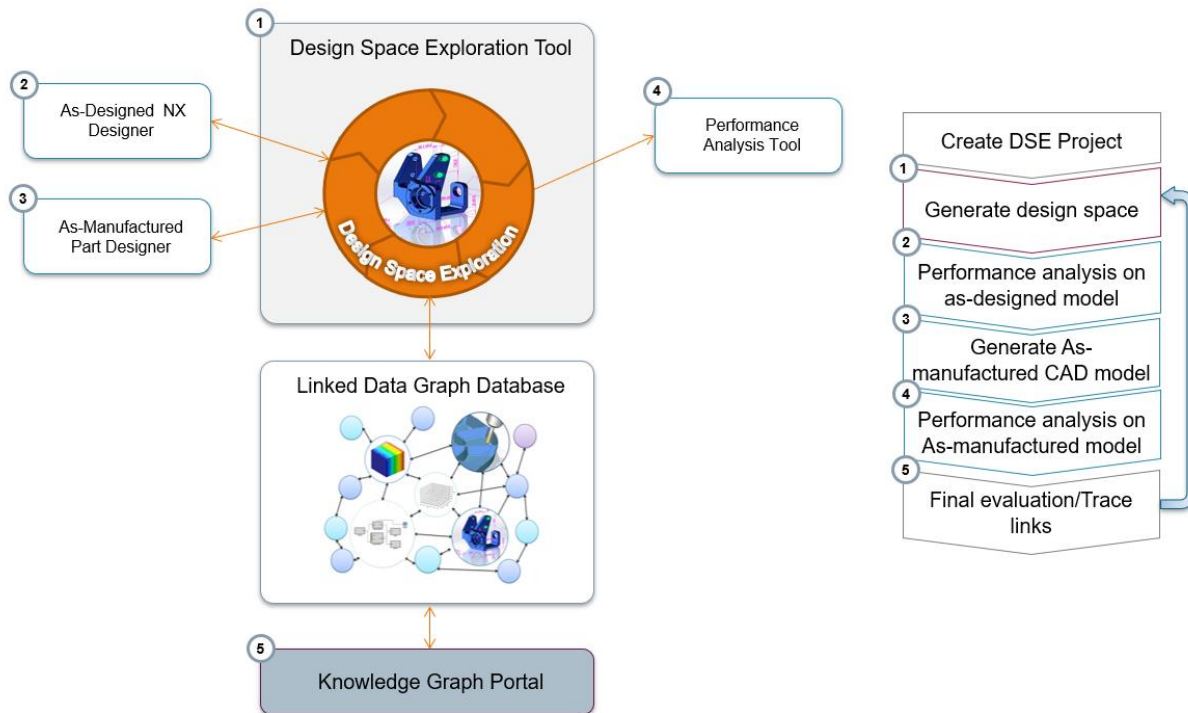 1
Design Space Exploration Tool
2
As-Designed NX
Designer
3
As-Manufactured
Part Designer
4
Performance
Analysis Tool
Design Space Exploration
Linked Data Graph Database
5
Knowledge Graph Portal
Create DSE Project
1
Generate design space
2
Performance analysis on
as-designed model
3
Generate As-
manufactured CAD model
4
Performance analysis on
As-manufactured model
5
Final evaluation/Trace
links